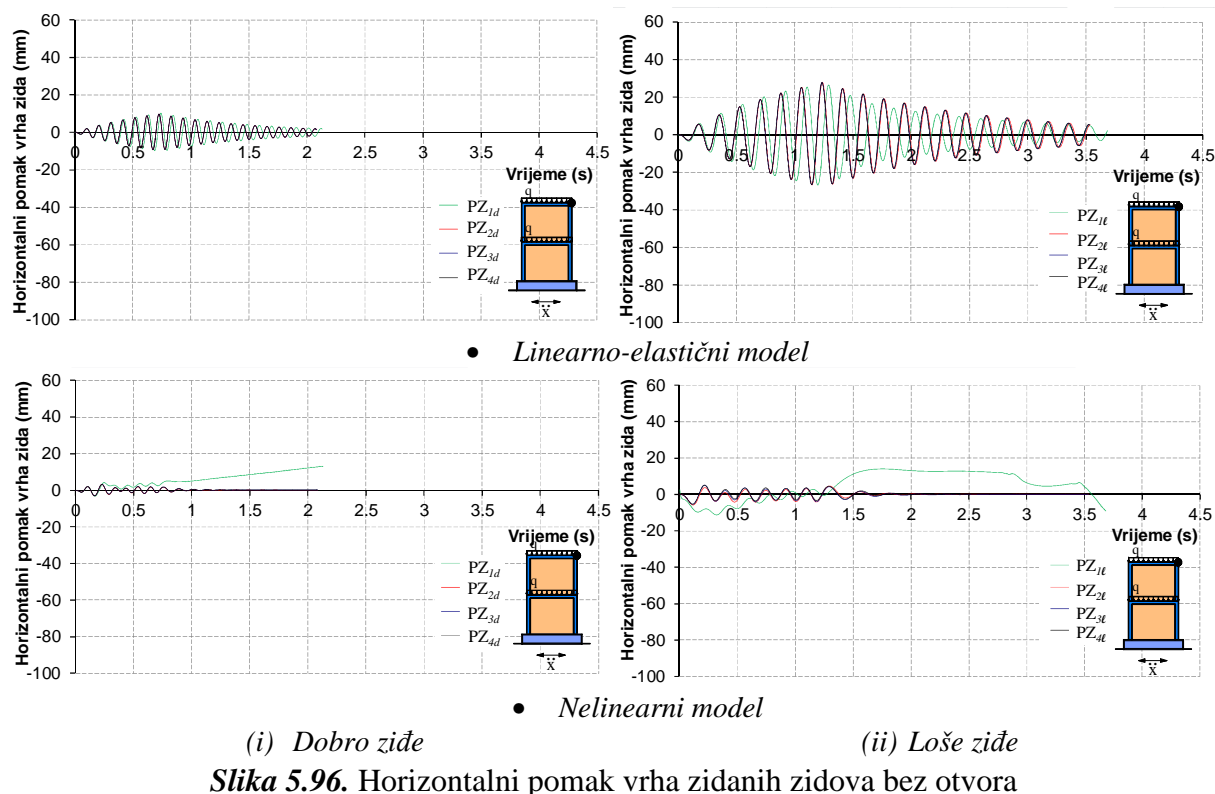 Horizontalni pomak vrha zida (mm)
60
40
20
0
-20
-40
-60
-80
-100
0 0.5 1 1.5 2 2.5 3 3.5 4 4.5
Vrijeme (s)
q
q
PZ1d
PZ2d
PZ3d
PZ4d
ẍ
Horizontalni pomak vrha zida (mm)
60
40
20
0
-20
-40
-60
-80
-100
0 0.5 1 1.5 2 2.5 3 3.5 4 4.5
Vrijeme (s)
q
q
PZ1ℓ
PZ2ℓ
PZ3ℓ
PZ4ℓ
ẍ
• Linearno-elastični model
Horizontalni pomak vrha zida (mm)
60
40
20
0
-20
-40
-60
-80
-100
0 0.5 1 1.5 2 2.5 3 3.5 4 4.5
Vrijeme (s)
q
q
PZ1d
PZ2d
PZ3d
PZ4d
ẍ
Horizontalni pomak vrha zida (mm)
60
40
20
0
-20
-40
-60
-80
-100
0 0.5 1 1.5 2 2.5 3 3.5 4 4.5
Vrijeme (s)
q
q
PZ1ℓ
PZ2ℓ
PZ3ℓ
PZ4ℓ
ẍ
• Nelinearni model
(i) Dobro ziđe
(ii) Loše ziđe
Slika 5.96. Horizontalni pomak vrha zidanih zidova bez otvora